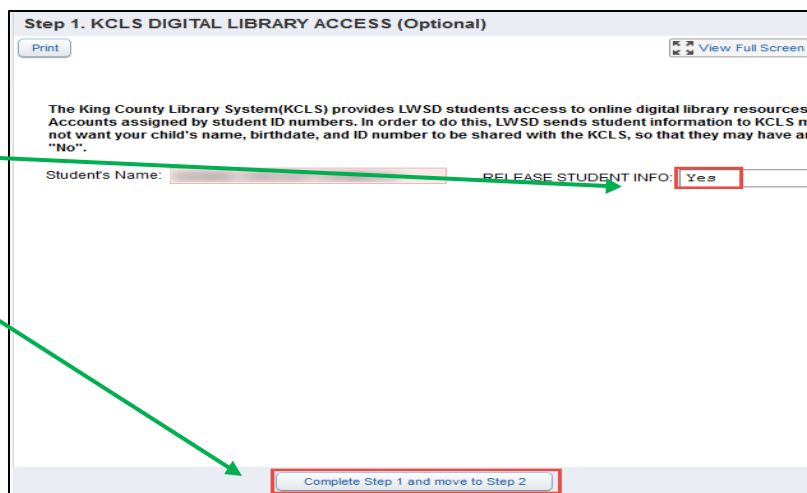 Step 1. KCLS DIGITAL LIBRARY ACCESS (Optional)
Print
View Full Screen
The King County Library System(KCLS) provides LWSD students access to online digital library resources
Accounts assigned by student ID numbers. In order to do this, LWSD sends student information to KCLS
not want your child's name, birthdate, and ID number to be shared with the KCLS, so that they may have
"No".
Student's Name:
RELEASE STUDENT INFO: Yes
Complete Step 1 and move to Step 2